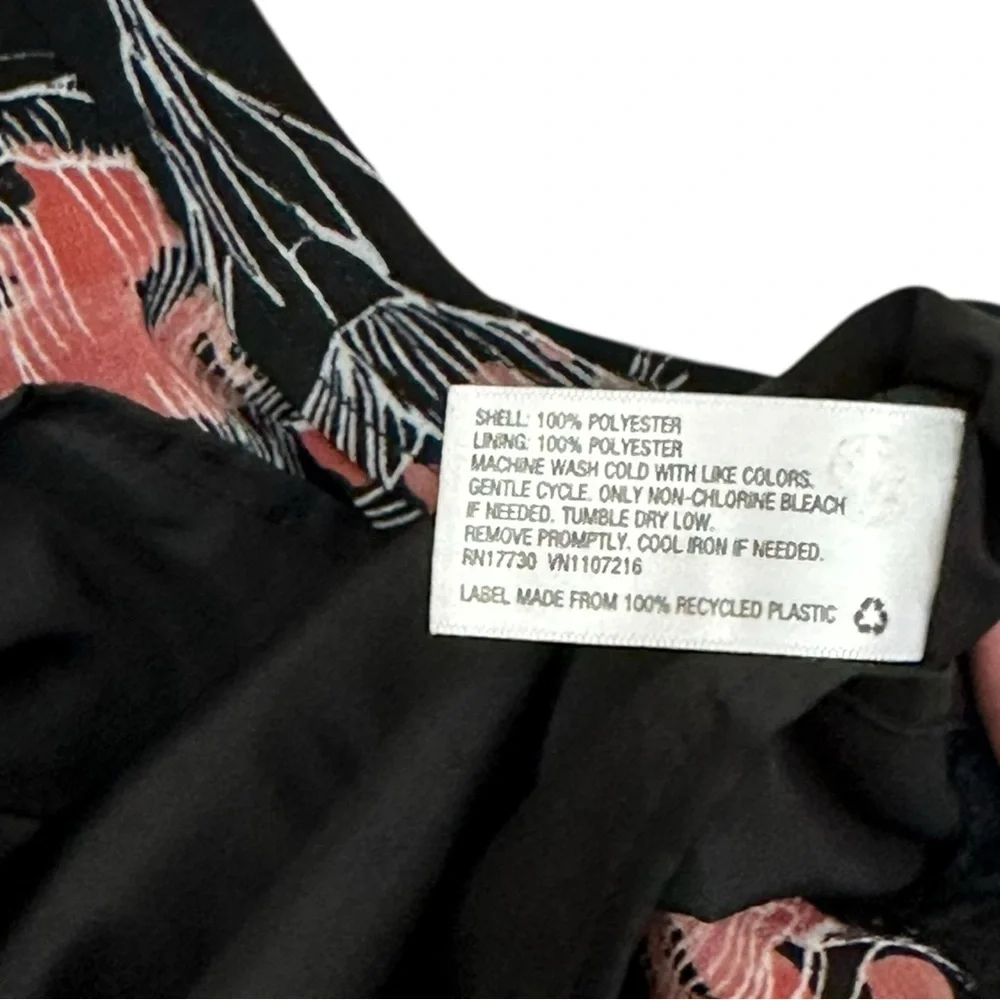 SHELL: 100% POLYESTER
LINING: 100% POLYESTER
MACHINE WASH COLD WITH LIKE COLORS.
GENTLE CYCLE. ONLY NON-CHLORINE BLEACH
IF NEEDED. TUMBLE DRY LOW.
REMOVE PROMPTLY. COOL IRON IF NEEDED.
RN17730 VN1107216
LABEL MADE FROM 100% RECYCLED PLASTIC